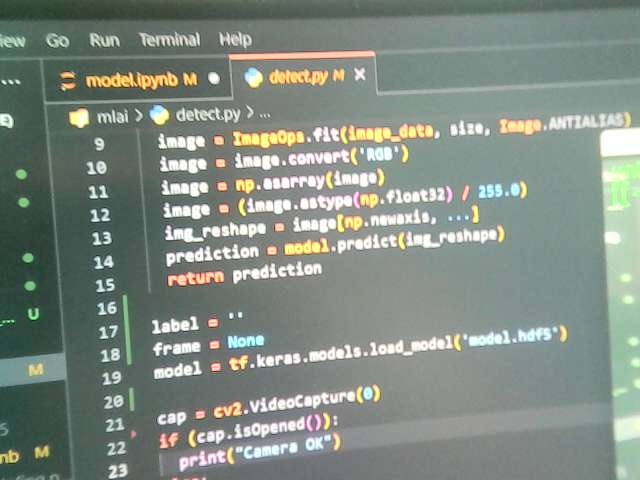 iew Go Run Terminal Help
... model.ipynb M detect.py M ×
mlai > detect.py > ...
9 image = ImageOps.fit(image_data, size, Image.ANTIALIAS)
10 image = image.convert('RGB')
11 image = np.asarray(image)
12 image = (image.astype(np.float32) / 255.0)
13 img_reshape = image[np.newaxis, ...]
14 prediction = model.predict(img_reshape)
15 return prediction
16
17 label = ''
18 frame = None
19 model = tf.keras.models.load_model('model.hdf5')
20
21 cap = cv2.VideoCapture(0)
22 if (cap.isOpened()):
23 print("Camera OK")
... U
M
5
nb M